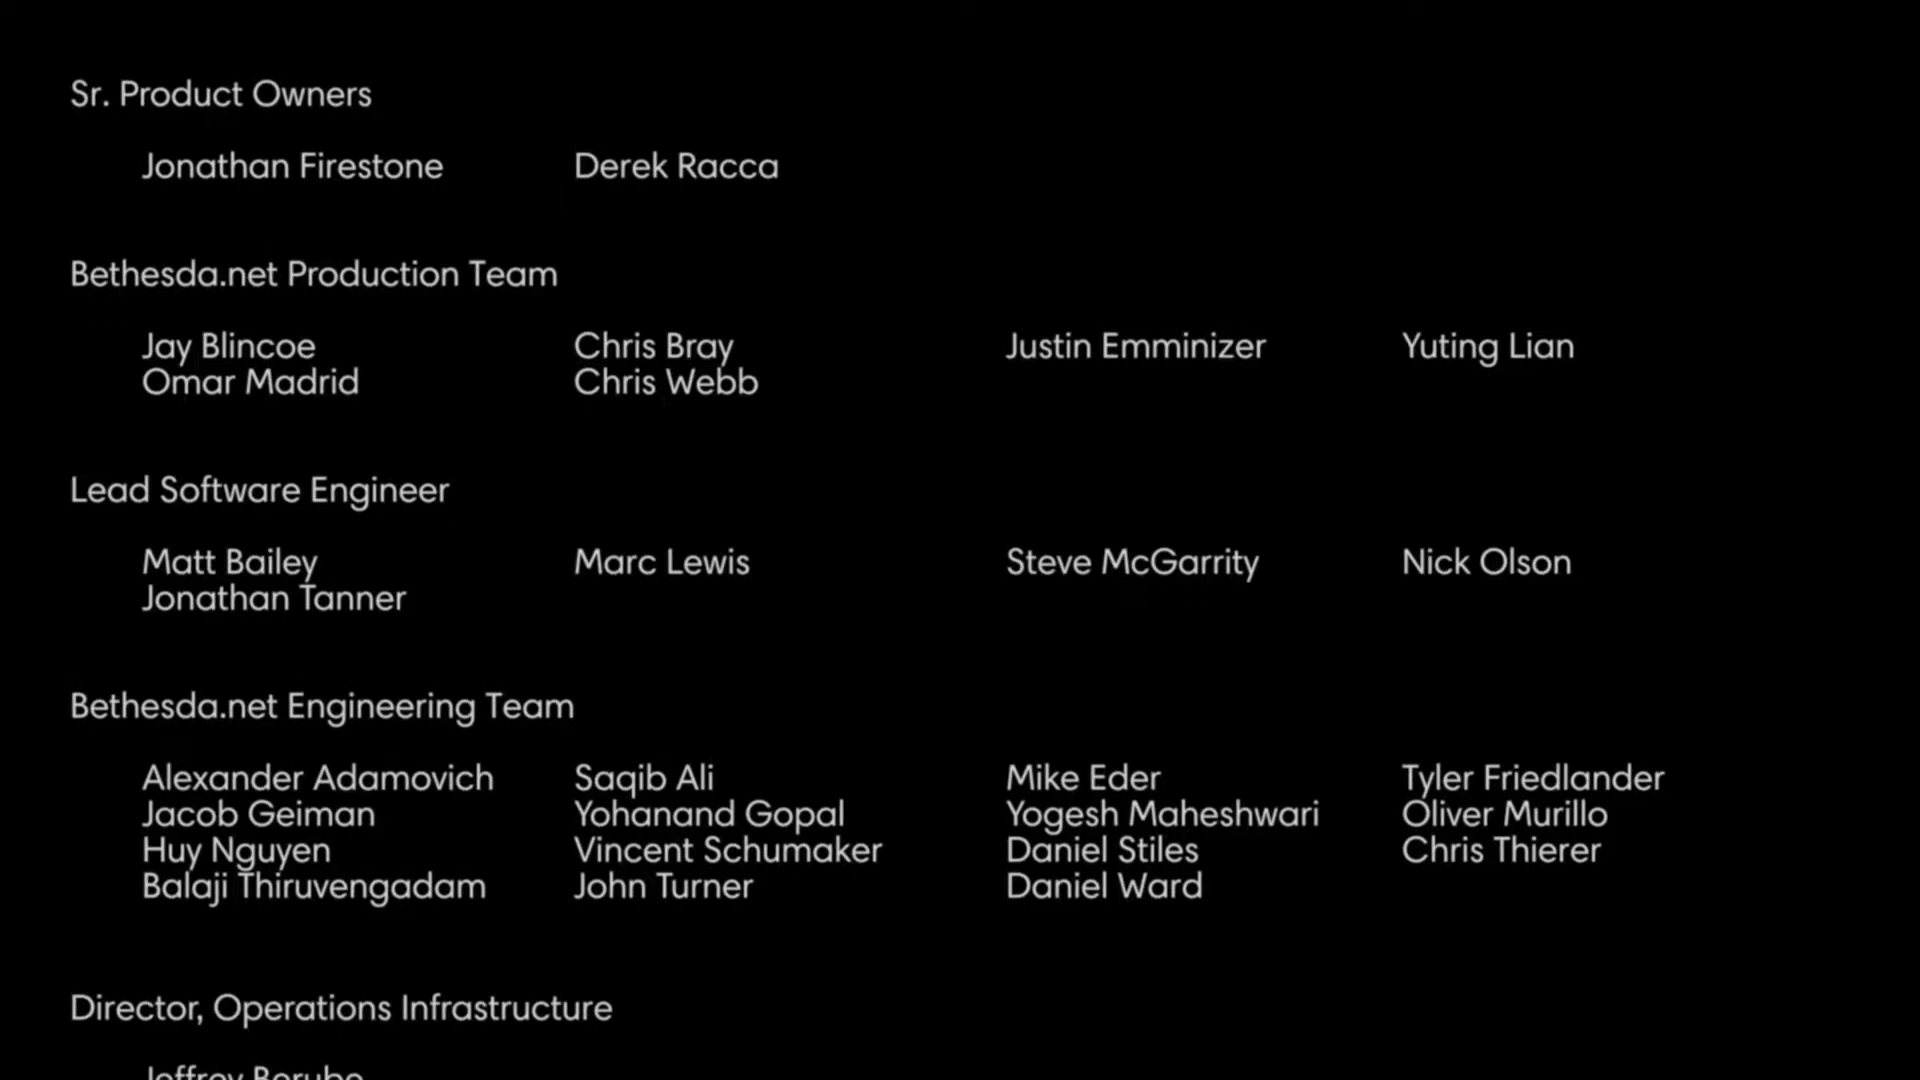 Sr. Product Owners
Jonathan Firestone Derek Racca
Bethesda.net Production Team
Jay Blincoe Chris Bray Justin Emminizer Yuting Lian
Omar Madrid Chris Webb
Lead Software Engineer
Matt Bailey Marc Lewis Steve McGarrity Nick Olson
Jonathan Tanner
Bethesda.net Engineering Team
Alexander Adamovich Saqib Ali Mike Eder Tyler Friedlander
Jacob Geiman Yohanand Gopal Yogesh Maheshwari Oliver Murillo
Huy Nguyen Vincent Schumaker Daniel Stiles Chris Thierer
Balaji Thiruvengadam John Turner Daniel Ward
Director, Operations Infrastructure
Jeffrey